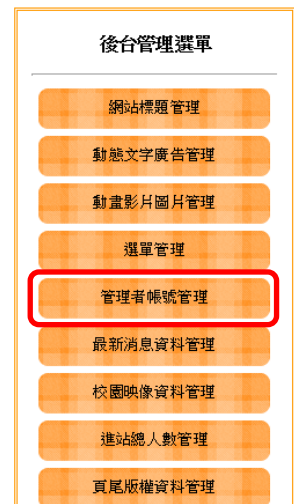 後台管理選單
網站標題管理
動態文字廣告管理
動畫影片圖片管理
選單管理
管理者帳號管理
最新消息資料管理
校園映像資料管理
進站總人數管理
頁尾版權資料管理